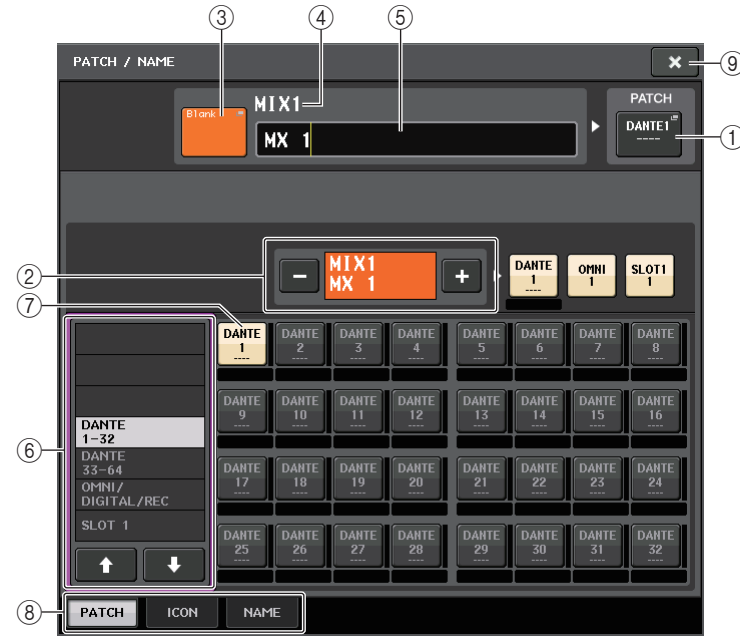 ③ ④ ⑤
PATCH / NAME
× ⑨
Blank
MIX1
MX 1
PATCH
DANTE1
----
①
②
−
MIX1
MX 1
+
DANTE
1
----
OMNI
1
SLOT1
1
⑦
⑥
DANTE
1-32
DANTE
33-64
OMNI/
DIGITAL/REC
SLOT 1
DANTE DANTE DANTE DANTE DANTE DANTE DANTE DANTE
1 2 3 4 5 6 7 8
---- ---- ---- ---- ---- ---- ---- ----
DANTE DANTE DANTE DANTE DANTE DANTE DANTE DANTE
9 10 11 12 13 14 15 16
---- ---- ---- ---- ---- ---- ---- ----
DANTE DANTE DANTE DANTE DANTE DANTE DANTE DANTE
17 18 19 20 21 22 23 24
---- ---- ---- ---- ---- ---- ---- ----
DANTE DANTE DANTE DANTE DANTE DANTE DANTE DANTE
25 26 27 28 29 30 31 32
---- ---- ---- ---- ---- ---- ---- ----
⑧
PATCH ICON NAME